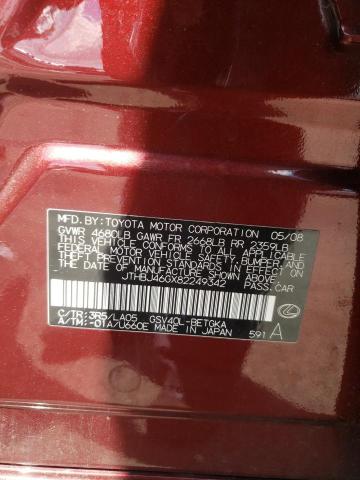 MFD. BY: TOYOTA MOTOR CORPORATION 05/08
GVWR 4680LB GAWR FR 2668LB RR 2359LB
THIS VEHICLE CONFORMS TO ALL APPLICABLE
FEDERAL MOTOR VEHICLE SAFETY, BUMPER, AND
THEFT PREVENTION STANDARDS IN EFFECT ON
THE DATE OF MANUFACTURE SHOWN ABOVE.
JTHBJ46GX82249342 PASS.CAR
C/TR:3R5/LA05 GSV40L-BETGKA
A/TM:-01A/U660E MADE IN JAPAN
591 A